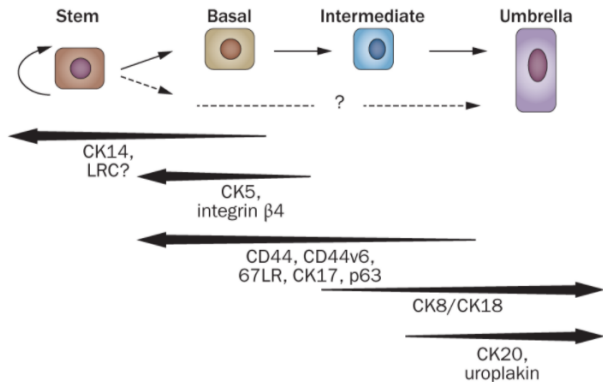 Stem Basal Intermediate Umbrella
?
CK14,
LRC?
CK5,
integrin β4
CD44, CD44v6,
67LR, CK17, p63
CK8/CK18
CK20,
uroplakin